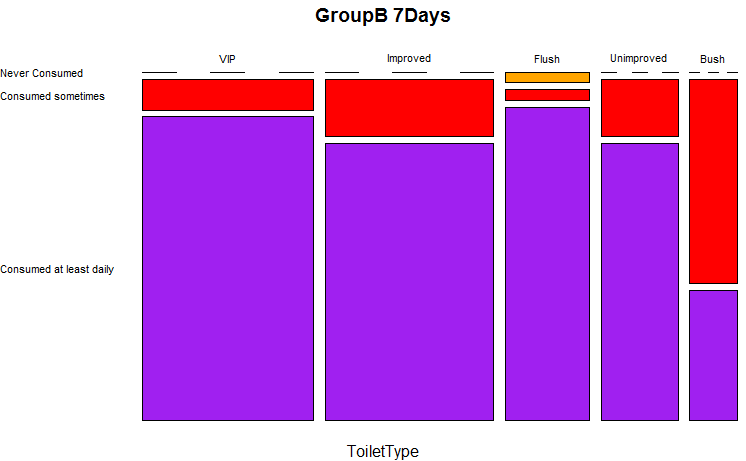 GroupB 7Days
VIP Improved Flush Unimproved Bush
Never Consumed
Consumed sometimes
Consumed at least daily
ToiletType